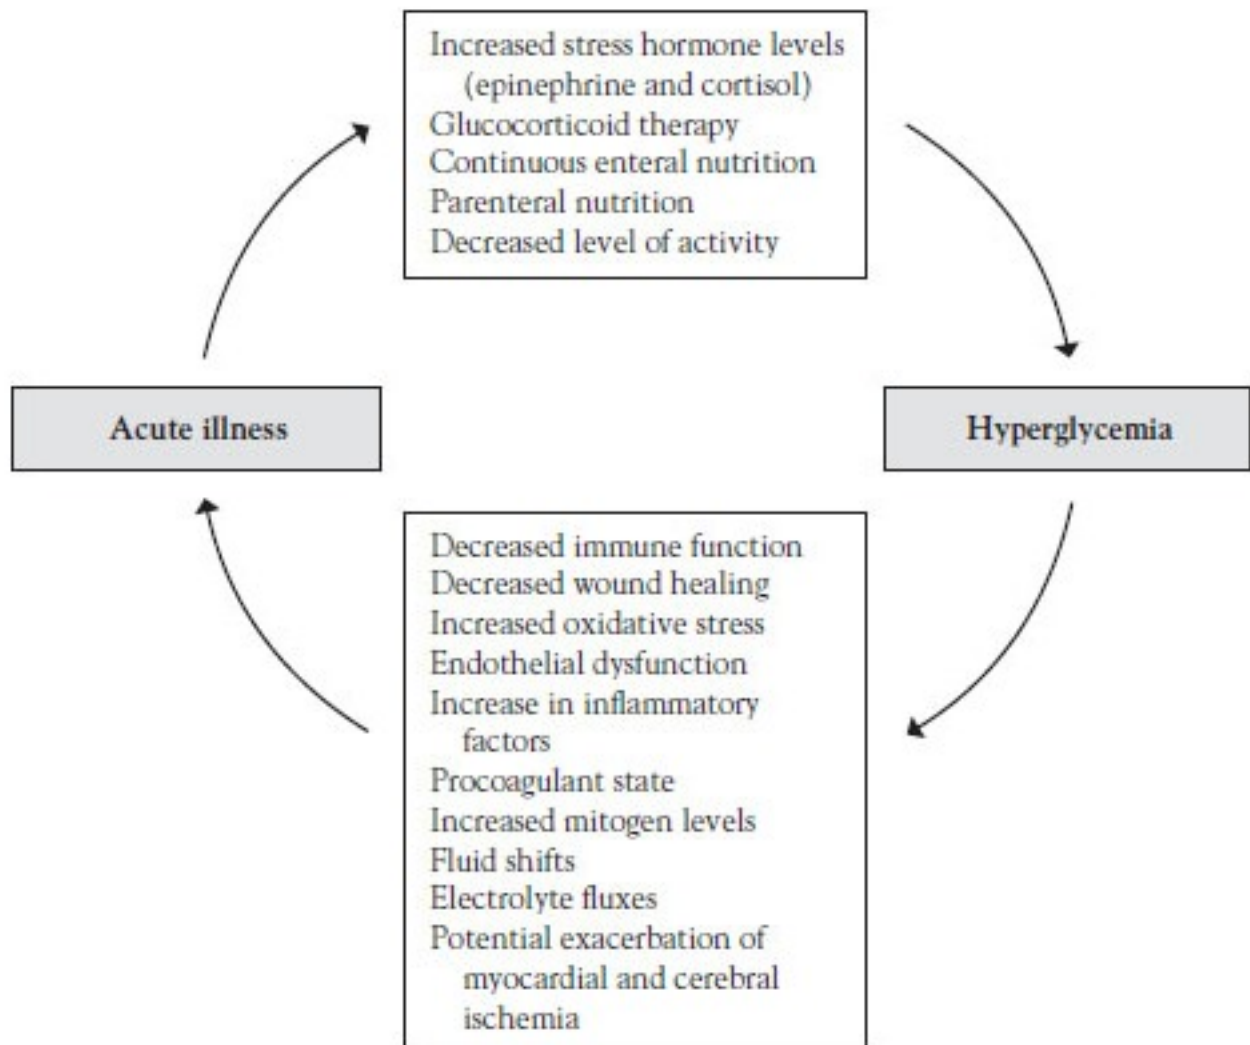 Increased stress hormone levels
(epinephrine and cortisol)
Glucocorticoid therapy
Continuous enteral nutrition
Parenteral nutrition
Decreased level of activity
Acute illness
Hyperglycemia
Decreased immune function
Decreased wound healing
Increased oxidative stress
Endothelial dysfunction
Increase in inflammatory
factors
Procoagulant state
Increased mitogen levels
Fluid shifts
Electrolyte fluxes
Potential exacerbation of
myocardial and cerebral
ischemia